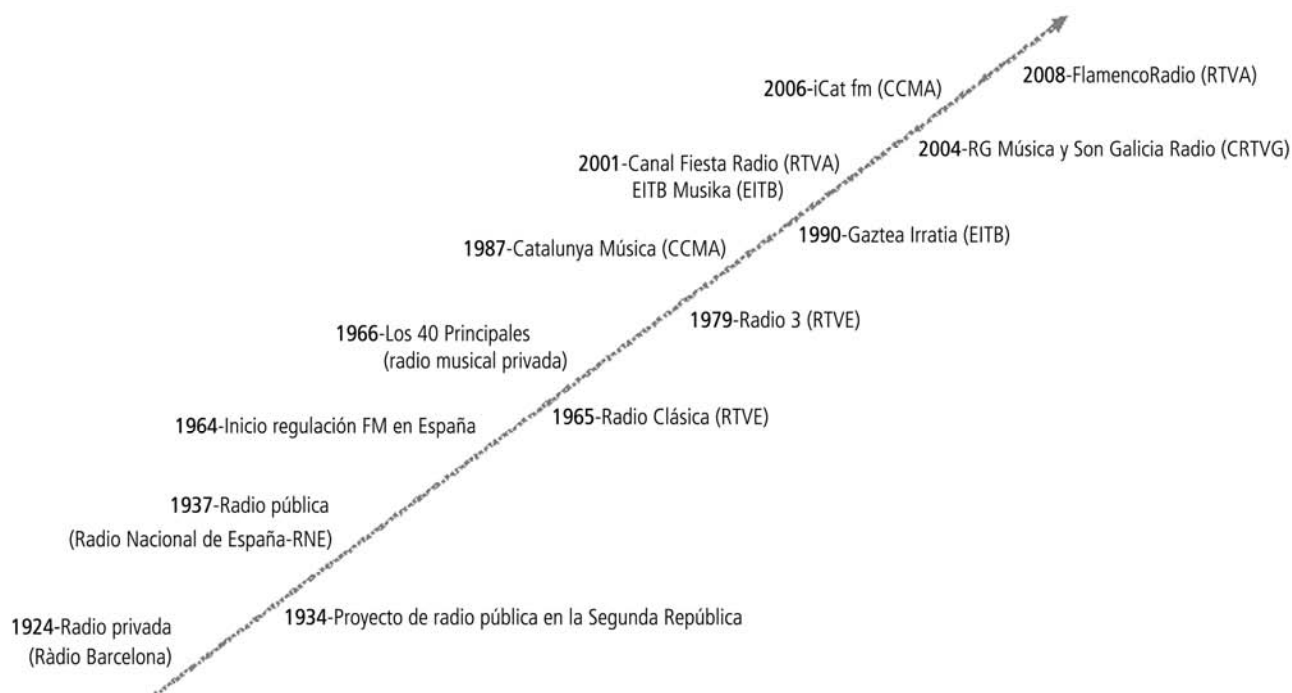 2008-FlamencoRadio (RTVA)
2006-iCat fm (CCMA)
2004-RG Música y Son Galicia Radio (CRTVG)
2001-Canal Fiesta Radio (RTVA)
EITB Musika (EITB)
1990-Gaztea Irratia (EITB)
1987-Catalunya Música (CCMA)
1979-Radio 3 (RTVE)
1966-Los 40 Principales
(radio musical privada)
1965-Radio Clásica (RTVE)
1964-Inicio regulación FM en España
1937-Radio pública
(Radio Nacional de España-RNE)
1934-Proyecto de radio pública en la Segunda República
1924-Radio privada
(Ràdio Barcelona)